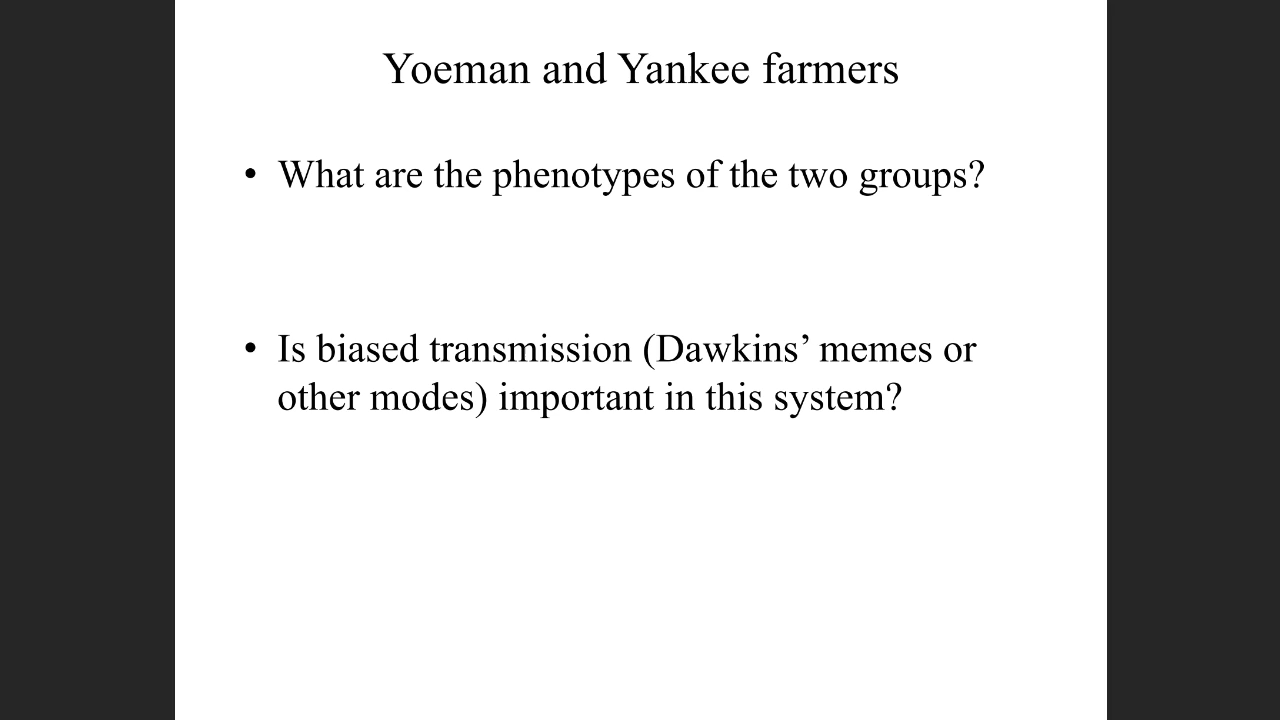 Yoeman and Yankee farmers
• What are the phenotypes of the two groups?
• Is biased transmission (Dawkins’ memes or
other modes) important in this system?